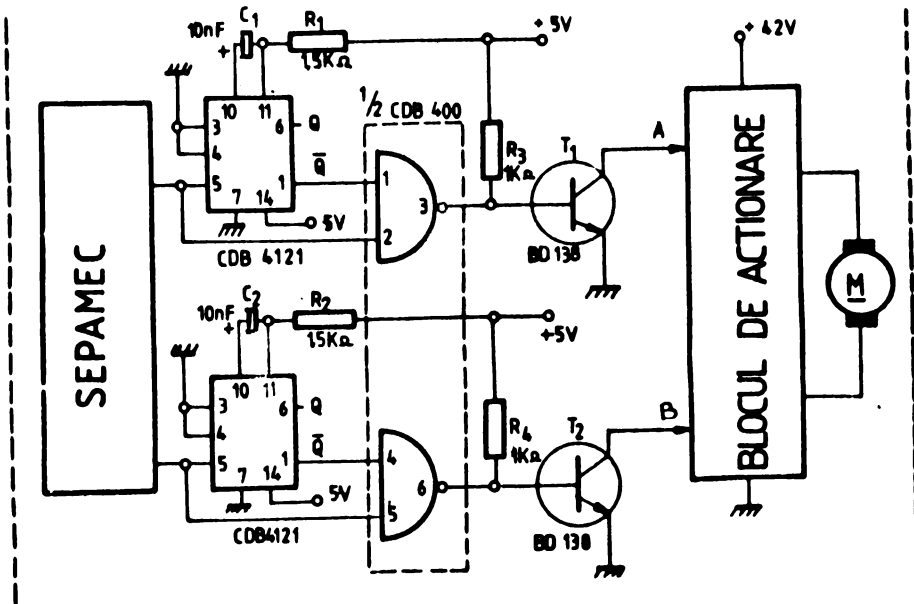 SEPAMEC
10nF
C1
+
R1
1,5KΩ
+ 5V
10
11
3
6
Q
4
Q̅
5
1
7
14
5V
CDB 4121
1/2 CDB 400
1
2
3
R3
1KΩ
T1
BD 138
A
+ 42V
BLOCUL DE ACTIONARE
M
10nF
C2
+
R2
15KΩ
+5V
10
11
3
6
Q
4
Q̅
5
1
7
14
5V
CDB4121
4
5
6
R4
1KΩ
T2
BD 138
B